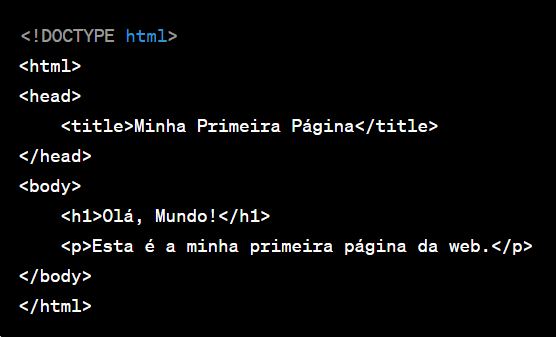 <!DOCTYPE html>
<html>
<head>
    <title>Minha Primeira Página</title>
</head>
<body>
    <h1>Olá, Mundo!</h1>
    <p>Esta é a minha primeira página da web.</p>
</body>
</html>